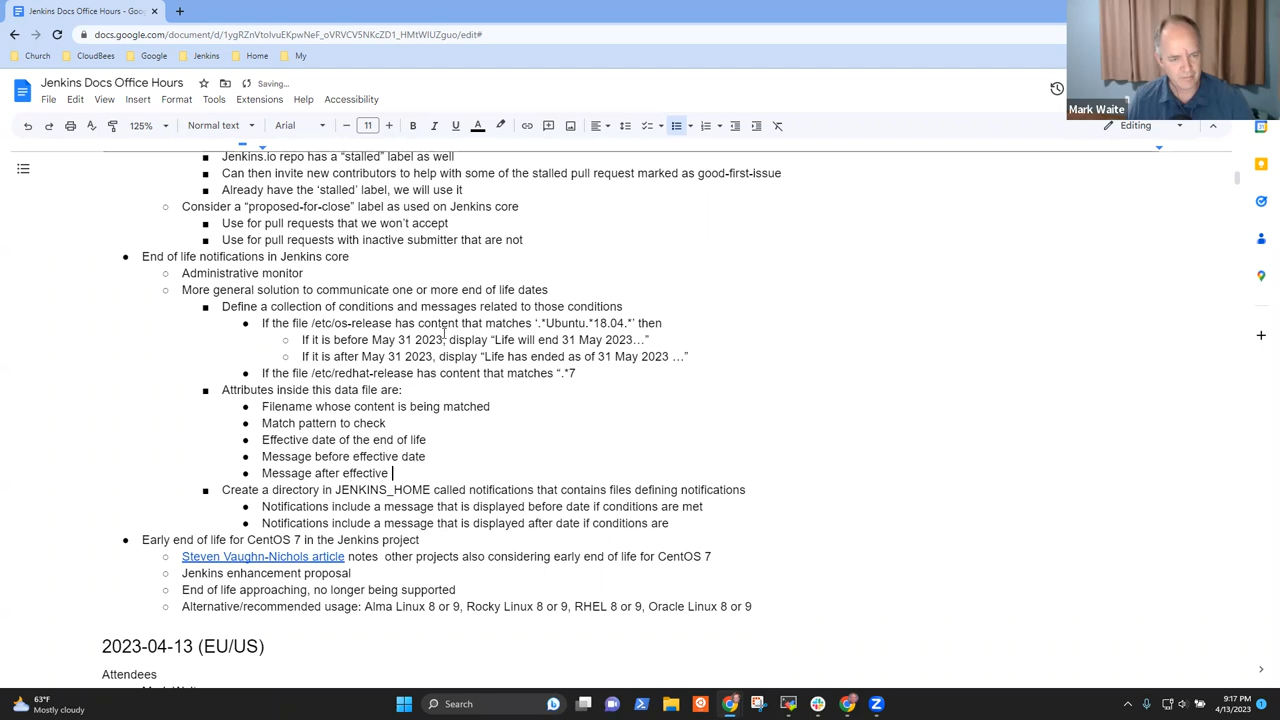 Jenkins Docs Office Hours - Goo
docs.google.com/document/d/1ygRZnVtoIvuEKpwNeF_oVRVCV5NKcZD1_HMtWIUZguo/edit#
Church
CloudBees
Google
Jenkins
Home
My
Mark Waite
Jenkins Docs Office Hours
Saving...
File Edit View Insert Format Tools Extensions Help Accessibility
125% Normal text Arial 11 Editing
Jenkins.io repo has a “stalled” label as well
Can then invite new contributors to help with some of the stalled pull request marked as good-first-issue
Already have the ‘stalled’ label, we will use it
Consider a “proposed-for-close” label as used on Jenkins core
Use for pull requests that we won’t accept
Use for pull requests with inactive submitter that are not
End of life notifications in Jenkins core
Administrative monitor
More general solution to communicate one or more end of life dates
Define a collection of conditions and messages related to those conditions
If the file /etc/os-release has content that matches ‘.*Ubuntu.*18.04.*’ then
If it is before May 31 2023, display “Life will end 31 May 2023…”
If it is after May 31 2023, display “Life has ended as of 31 May 2023 …”
If the file /etc/redhat-release has content that matches “.*7
Attributes inside this data file are:
Filename whose content is being matched
Match pattern to check
Effective date of the end of life
Message before effective date
Message after effective
Create a directory in JENKINS_HOME called notifications that contains files defining notifications
Notifications include a message that is displayed before date if conditions are met
Notifications include a message that is displayed after date if conditions are
Early end of life for CentOS 7 in the Jenkins project
Steven Vaughn-Nichols article notes  other projects also considering early end of life for CentOS 7
Jenkins enhancement proposal
End of life approaching, no longer being supported
Alternative/recommended usage: Alma Linux 8 or 9, Rocky Linux 8 or 9, RHEL 8 or 9, Oracle Linux 8 or 9
2023-04-13 (EU/US)
Attendees
63°F
Mostly cloudy
Search
9:17 PM
4/13/2023